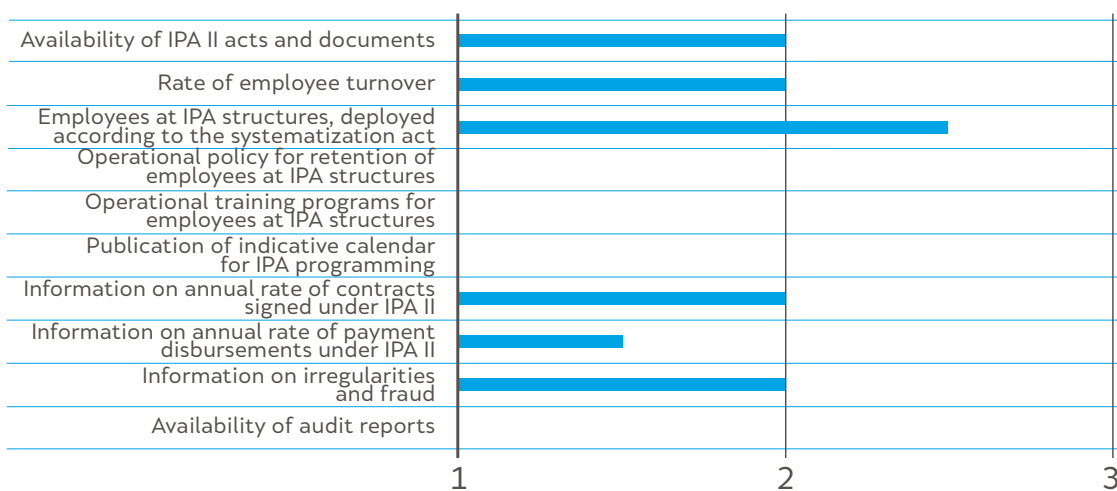 Availability of IPA II acts and documents
Rate of employee turnover
Employees at IPA structures, deployed
according to the systematization act
Operational policy for retention of
employees at IPA structures
Operational training programs for
employees at IPA structures
Publication of indicative calendar
for IPA programming
Information on annual rate of contracts
signed under IPA II
Information on annual rate of payment
disbursements under IPA II
Information on irregularities
and fraud
Availability of audit reports
1 2 3